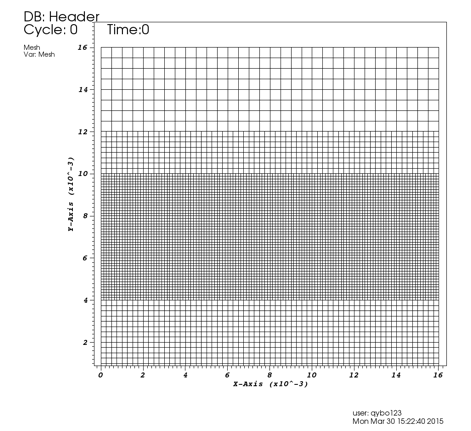 DB: Header
Cycle: 0 Time:0
Mesh
Var: Mesh
16
14
12
10
8
6
4
2
Y-Axis (x10^-3)
0 2 4 6 8 10 12 14 16
X-Axis (x10^-3)
user: qybo123
Mon Mar 30 15:22:40 2015